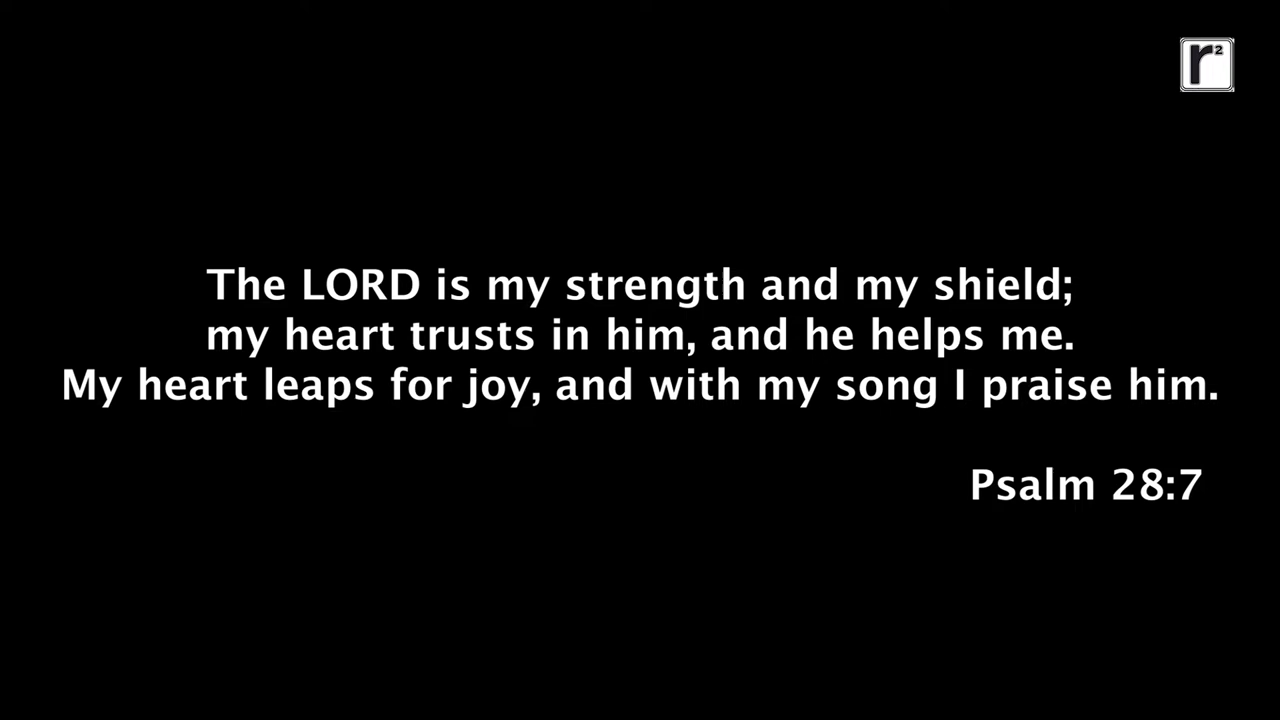 r²
The LORD is my strength and my shield;
my heart trusts in him, and he helps me.
My heart leaps for joy, and with my song I praise him.
Psalm 28:7